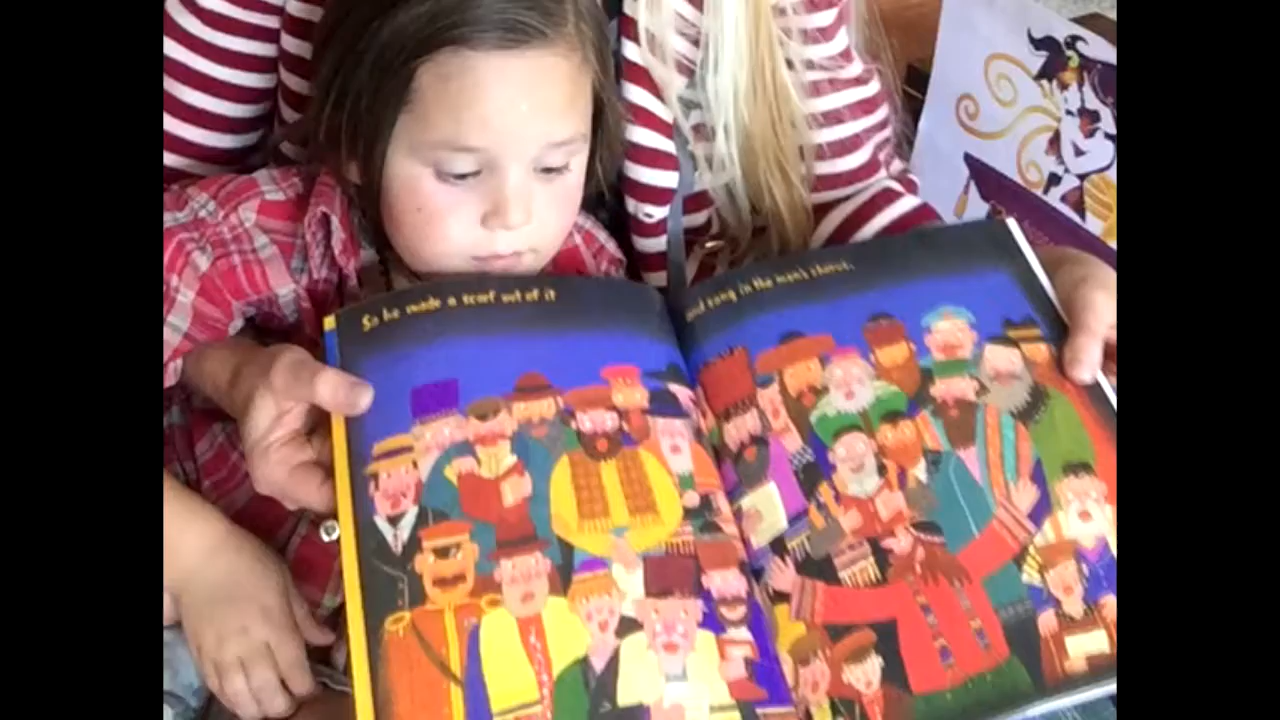 So he made a scarf out of it
and sang in the men's chorus.